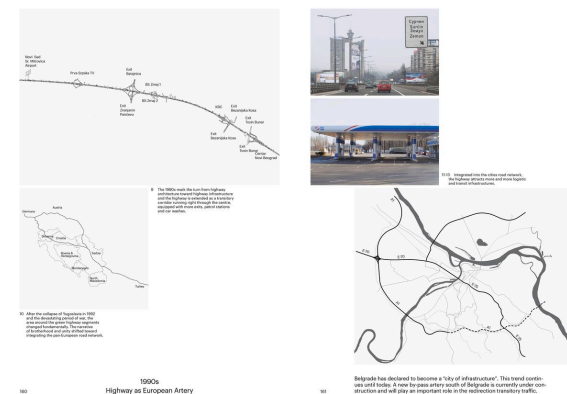 Novi Sad
Sr. Mitrovica
Airport
Prva Srpska TV
Exit
Batajnica
BS Zmaj 1
BS Zmaj 2
Exit
Zrenjanin
Pančevo
Exit
Bežanijska Kosa
Exit
Bežanijska Kosa
Exit
Tošin Bunar
Exit
Tošin Bunar
Centar
Novi Beograd
9 The 1990s mark the turn from highway
architecture toward highway infrastructure
and the highway is extended as a transitory
corridor running right through the centre,
equipped with more exits, petrol stations
and car washes.
Germany
Austria
Slovenia
Croatia
Bosnia &
Herzegovina
Serbia
Montenegro
North
Macedonia
Turkey
10 After the collapse of Yugoslavia in 1992
and the devastating period of war, the
area around the green highway segments
changed fundamentally. The narrative
of brotherhood and unity shifted toward
integrating the pan-European road network.
160
1990s
Highway as European Artery
Сурчин
Surčin
Земун
Zemun
Integrated into the cities road network,
the highway attracts more and more logistic
and transit infrastructures.
161
Belgrade has declared to become a "city of infrastructure". This trend contin-
ues until today. A new by-pass artery south of Belgrade is currently under con-
struction and will play an important role in the redirection transitory traffic.